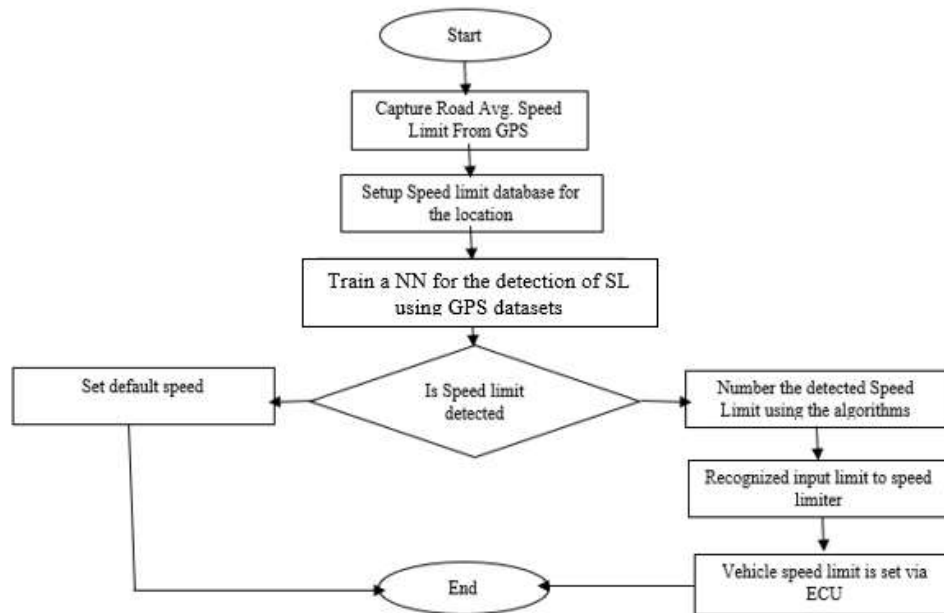 Start
Capture Road Avg. Speed
Limit From GPS
Setup Speed limit database for
the location
Train a NN for the detection of SL
using GPS datasets
Is Speed limit
detected
Set default speed
Number the detected Speed
Limit using the algorithms
Recognized input limit to speed
limiter
Vehicle speed limit is set via
ECU
End